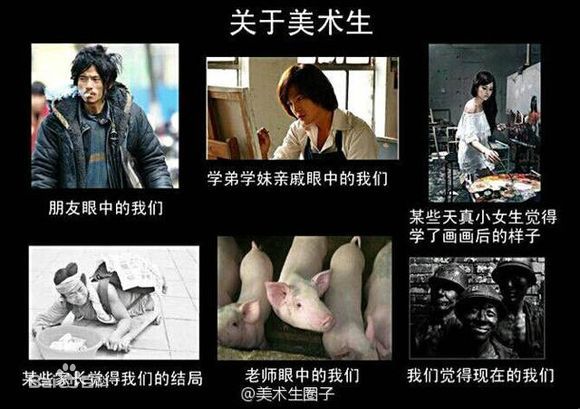 关于美术生
朋友眼中的我们
学弟学妹亲戚眼中的我们
某些天真小女生觉得
学了画画后的样子
某些家长觉得我们的结局
老师眼中的我们
我们觉得现在的我们
@美术生圈子